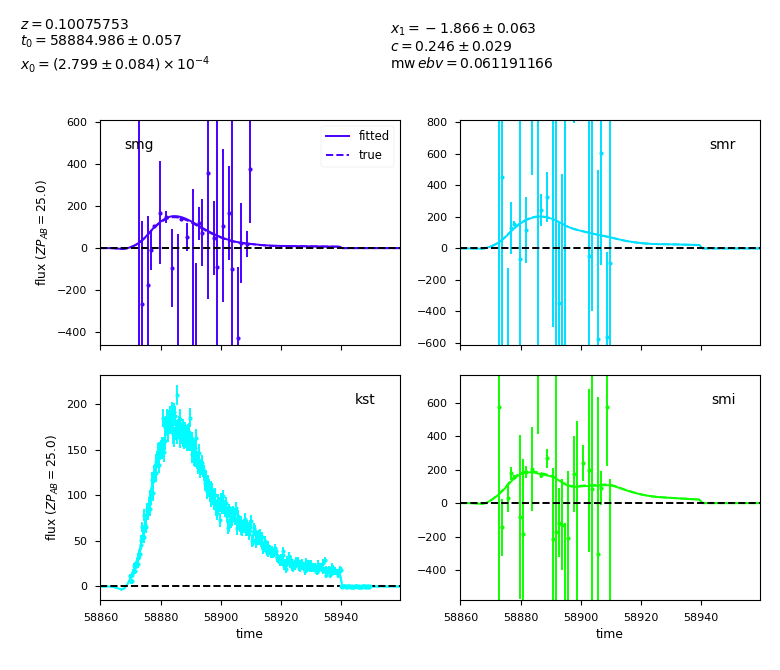 z = 0.10075753
t₀ = 58884.986 ± 0.057
x₀ = (2.799 ± 0.084) × 10⁻⁴
x₁ = −1.866 ± 0.063
c = 0.246 ± 0.029
mw ebv = 0.061191166
smg
fitted
true
600
400
200
0
−200
−400
flux (ZP_AB = 25.0)
smr
800
600
400
200
0
−200
−400
−600
kst
200
150
100
50
0
flux (ZP_AB = 25.0)
58860 58880 58900 58920 58940
time
smi
600
400
200
0
−200
−400
58860 58880 58900 58920 58940
time